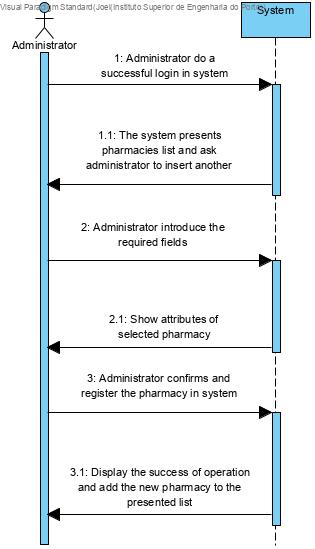 Visual Paradigm Standard(Joel(Instituto Superior de Engenharia do Porto)
System
Administrator
1: Administrator do a
successful login in system
1.1: The system presents
pharmacies list and ask
administrator to insert another
2: Administrator introduce the
required fields
2.1: Show attributes of
selected pharmacy
3: Administrator confirms and
register the pharmacy in system
3.1: Display the success of operation
and add the new pharmacy to the
presented list